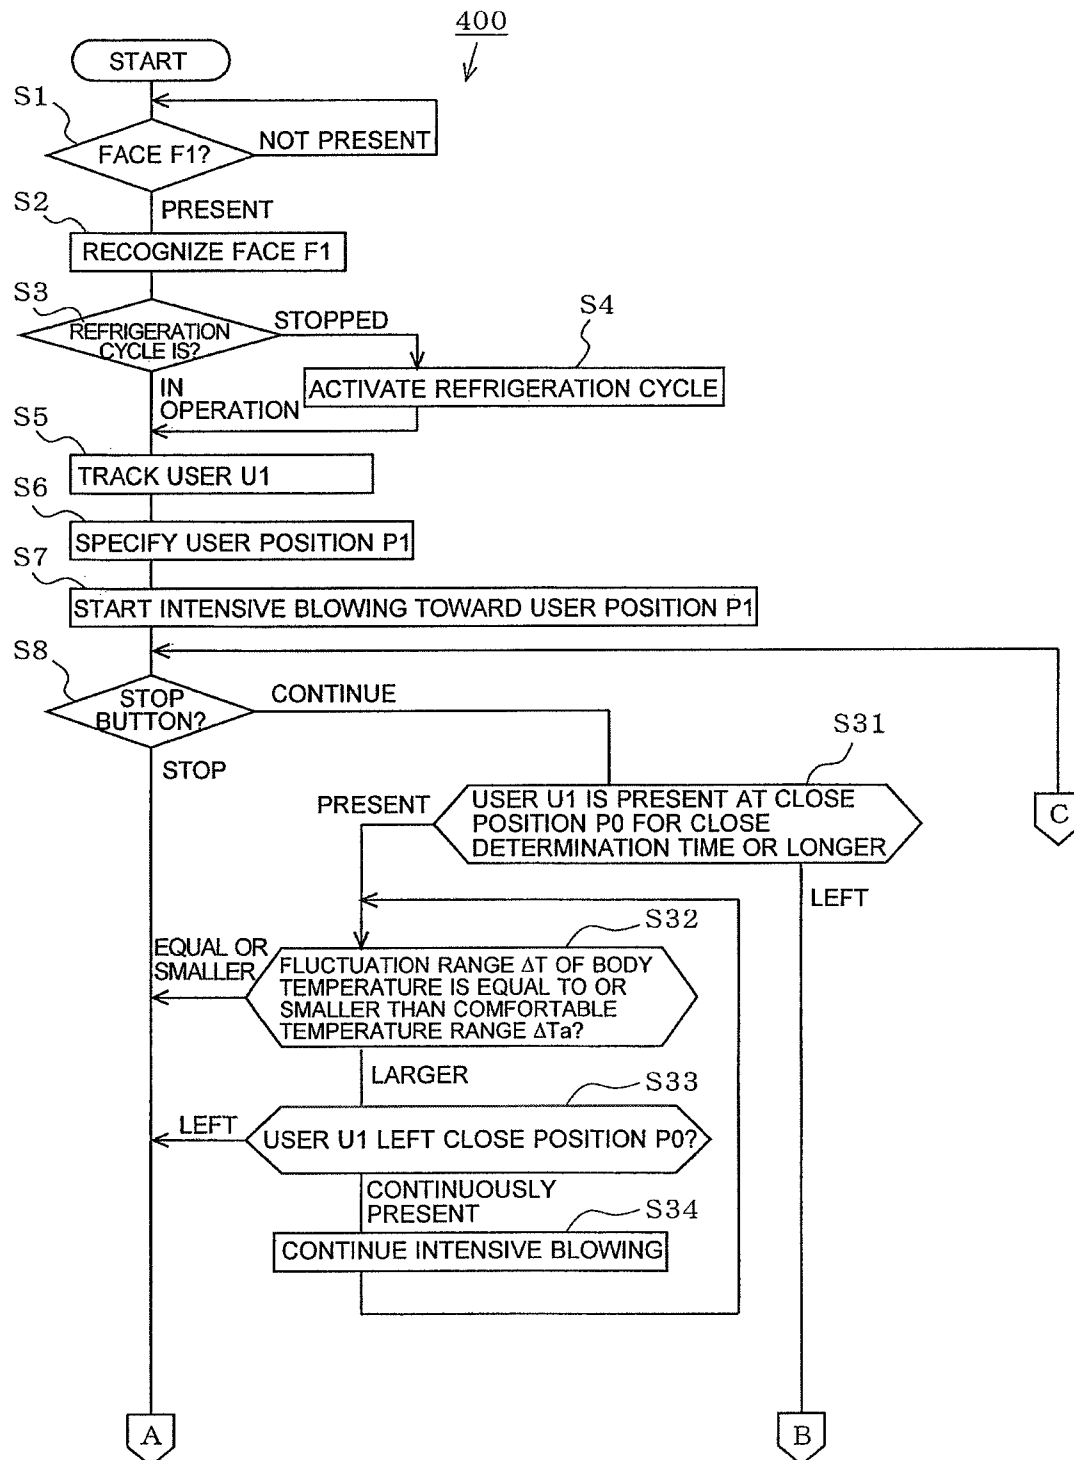 400
START
S1
FACE F1?
NOT PRESENT
PRESENT
S2
RECOGNIZE FACE F1
S3
REFRIGERATION
CYCLE IS?
STOPPED
S4
ACTIVATE REFRIGERATION CYCLE
IN
OPERATION
S5
TRACK USER U1
S6
SPECIFY USER POSITION P1
S7
START INTENSIVE BLOWING TOWARD USER POSITION P1
S8
STOP
BUTTON?
CONTINUE
STOP
S31
PRESENT
USER U1 IS PRESENT AT CLOSE
POSITION P0 FOR CLOSE
DETERMINATION TIME OR LONGER
C
LEFT
S32
EQUAL OR
SMALLER
FLUCTUATION RANGE ΔT OF BODY
TEMPERATURE IS EQUAL TO OR
SMALLER THAN COMFORTABLE
TEMPERATURE RANGE ΔTa?
LARGER
S33
LEFT
USER U1 LEFT CLOSE POSITION P0?
CONTINUOUSLY
PRESENT
S34
CONTINUE INTENSIVE BLOWING
A
B